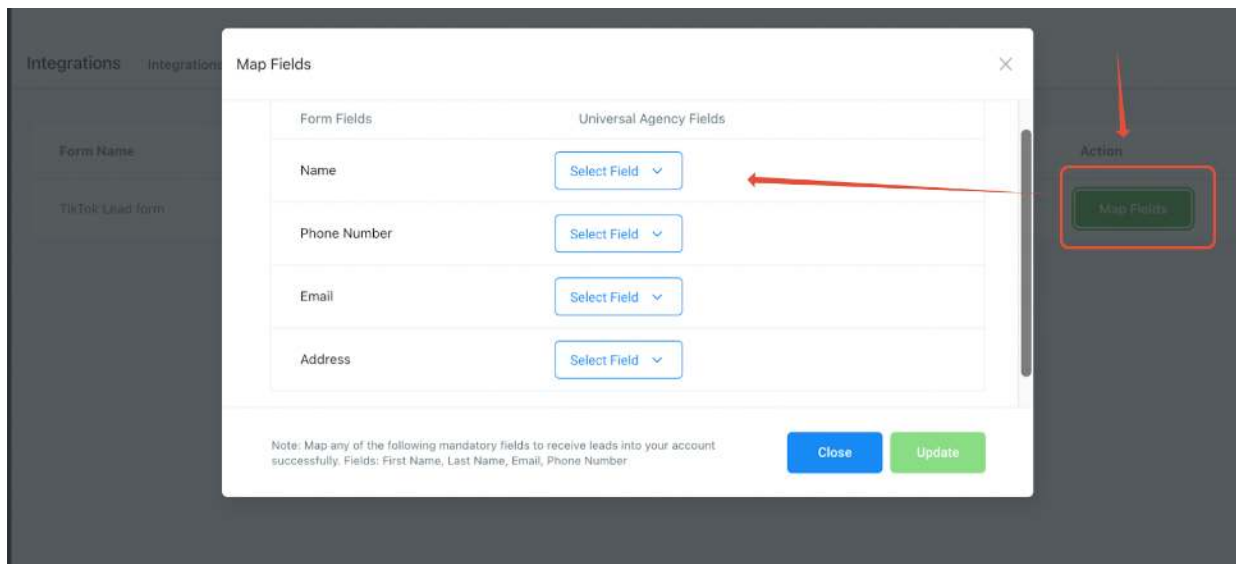 Integrations Integrations
Map Fields
Form Fields Universal Agency Fields
Form Name
Action
Name Select Field
TikTok Lead form
Map Fields
Phone Number Select Field
Email Select Field
Address Select Field
Note: Map any of the following mandatory fields to receive leads into your account
successfully. Fields: First Name, Last Name, Email, Phone Number
Close Update